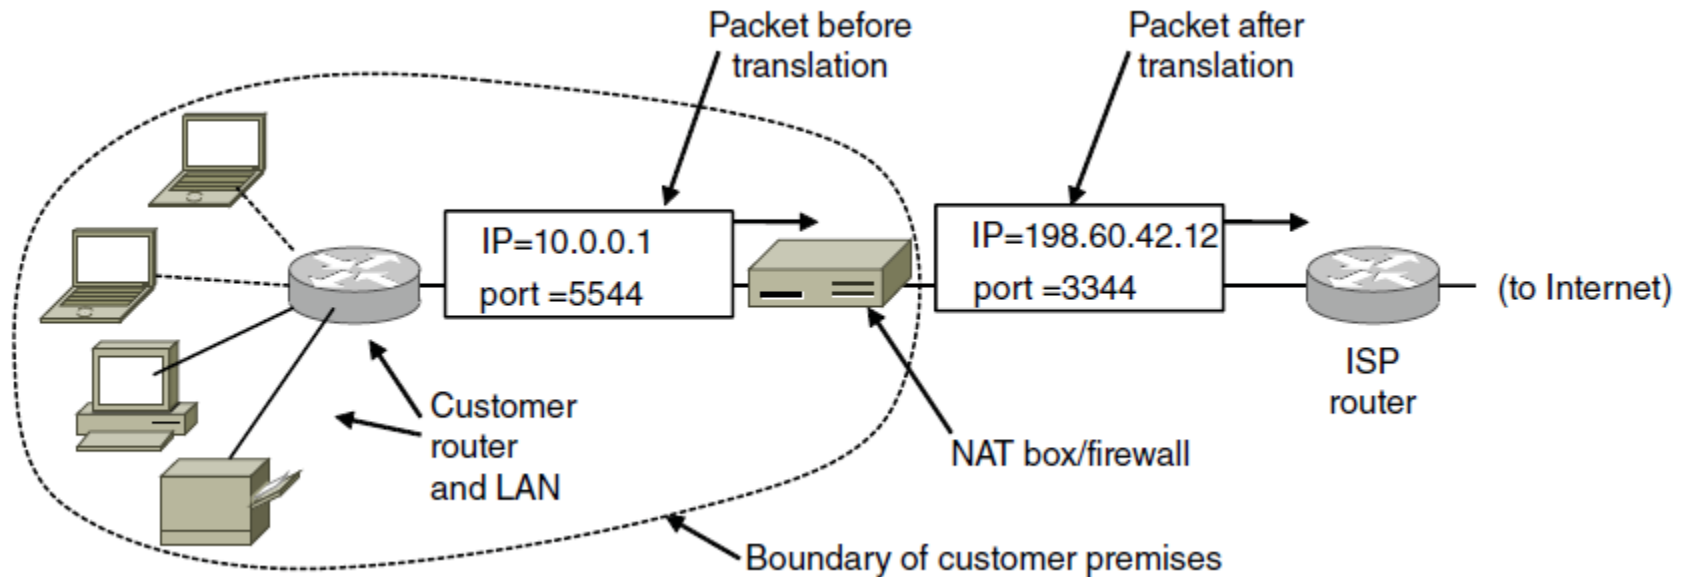 Packet before
translation
Packet after
translation
IP=10.0.0.1
port =5544
IP=198.60.42.12
port =3344
(to Internet)
ISP
router
Customer
router
and LAN
NAT box/firewall
Boundary of customer premises